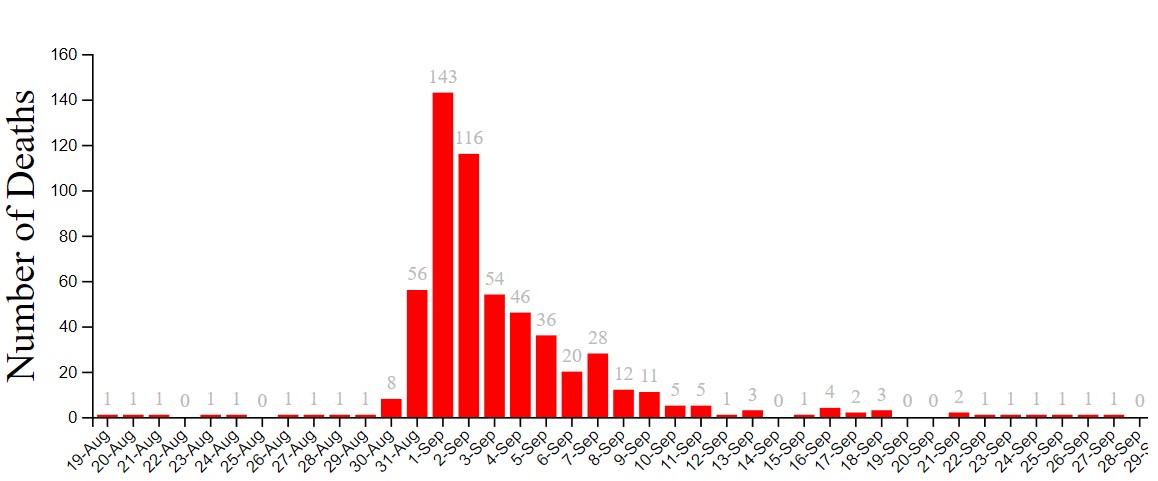 Number of Deaths
160
140
120
100
80
60
40
20
0
1
1
1
0
1
1
0
1
1
1
1
8
56
143
116
54
46
36
20
28
12
11
5
5
1
3
0
1
4
2
3
0
0
2
1
1
1
1
1
1
0
19-Aug
20-Aug
21-Aug
22-Aug
23-Aug
24-Aug
25-Aug
26-Aug
27-Aug
28-Aug
29-Aug
30-Aug
31-Aug
1-Sep
2-Sep
3-Sep
4-Sep
5-Sep
6-Sep
7-Sep
8-Sep
9-Sep
10-Sep
11-Sep
12-Sep
13-Sep
14-Sep
15-Sep
16-Sep
17-Sep
18-Sep
19-Sep
20-Sep
21-Sep
22-Sep
23-Sep
24-Sep
25-Sep
26-Sep
27-Sep
28-Sep
29-